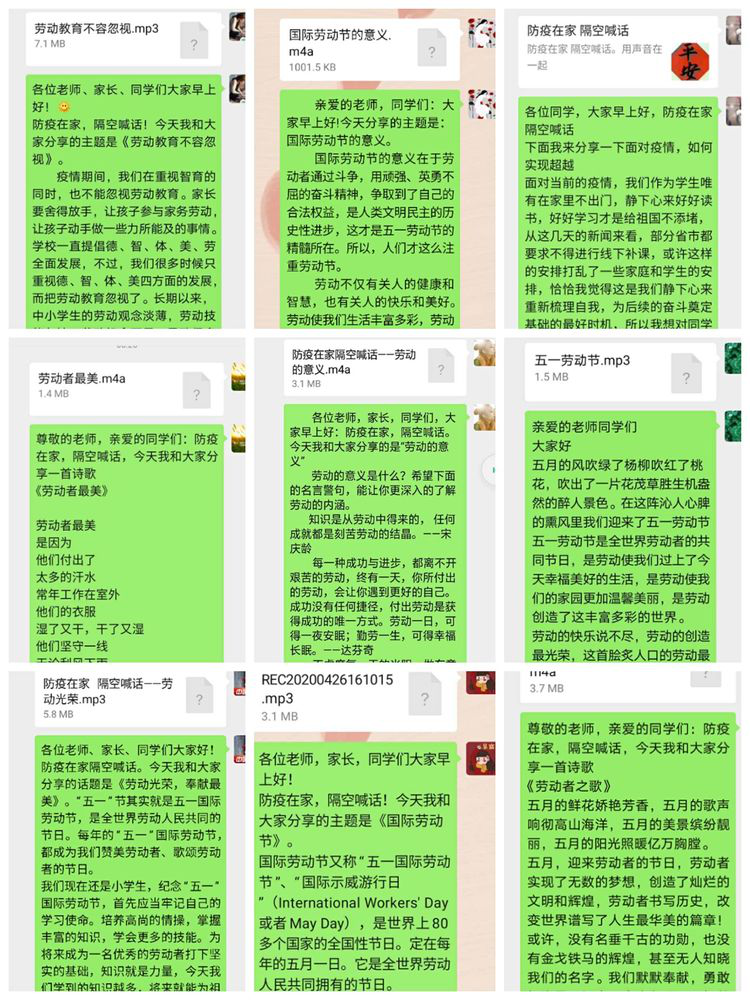 劳动教育不容忽视.mp3
7.1 MB
各位老师、家长、同学们大家早上
好！
防疫在家，隔空喊话！今天我和大
家分享的主题是《劳动教育不容忽
视》。
疫情期间，我们在重视智育的
同时，也不能忽视劳动教育。家长
要舍得放手，让孩子参与家务劳动，
让孩子动手做一些力所能及的事情。
学校一直提倡德、智、体、美、劳
全面发展，不过，我们很多时候只
重视德、智、体、美四方面的发展，
而把劳动教育忽视了。长期以来，
中小学生的劳动观念淡薄，劳动技
国际劳动节的意义.
m4a
1001.5 KB
亲爱的老师，同学们：大
家早上好!今天分享的主题是：
国际劳动节的意义。
国际劳动节的意义在于劳
动者通过斗争，用顽强、英勇不
屈的奋斗精神，争取到了自己的
合法权益，是人类文明民主的历
史性进步，这才是五一劳动节的
精髓所在。所以，人们才这么注
重劳动节。
劳动不仅有关人的健康和
智慧，也有关人的快乐和美好。
劳动使我们生活丰富多彩，劳动
防疫在家 隔空喊话
防疫在家 隔空喊话。用声音在
一起
平安
各位同学，大家早上好，防疫在家
隔空喊话
下面我来分享一下面对疫情，如何
实现超越
面对当前的疫情，我们作为学生唯
有在家里不出门，静下心来好好读
书，好好学习才是给祖国不添堵，
从这几天的新闻来看，部分省市都
要求不得进行线下补课，或许这样
的安排打乱了一些家庭和学生的安
排，恰恰我觉得这是我们静下心来
重新梳理自我，为后续的奋斗奠定
基础的最好时机，所以我想对同学
劳动者最美.m4a
1.4 MB
尊敬的老师，亲爱的同学们：防疫
在家，隔空喊话，今天我和大家分
享一首诗歌
《劳动者最美》
劳动者最美
是因为
他们付出了
太多的汗水
常年工作在室外
他们的衣服
湿了又干，干了又湿
他们坚守一线
防疫在家隔空喊话——劳动
的意义.m4a
3.1 MB
各位老师，家长，同学们，大
家早上好：防疫在家，隔空喊话。
今天我和大家分享的是“劳动的意
义”
劳动的意义是什么？希望下面
的名言警句，能让你更深入的了解
劳动的内涵。
知识是从劳动中得来的， 任何
成就都是刻苦劳动的结晶。——宋
庆龄
每一种成功与进步，都离不开
艰苦的劳动，终有一天，你所付出
的劳动，会让你遇到更好的自己。
成功没有任何捷径，付出劳动是获
得成功的唯一方式。劳动一日，可
得一夜安眠；勤劳一生，可得幸福
长眠。——达芬奇
五一劳动节.mp3
1.5 MB
亲爱的老师同学们
大家好
五月的风吹绿了杨柳吹红了桃
花，吹出了一片花茂草胜生机盎
然的醉人景色。在这阵沁人心脾
的熏风里我们迎来了五一劳动节
五一劳动节是全世界劳动者的共
同节日，是劳动使我们过上了今
天幸福美好的生活，是劳动使我
们的家园更加温馨美丽，是劳动
创造了这丰富多彩的世界。
劳动的快乐说不尽，劳动的创造
最光荣，这首脍炙人口的劳动最
防疫在家 隔空喊话——劳
动光荣.mp3
5.8 MB
各位老师、家长、同学们大家好！
防疫在家隔空喊话。今天我和大家
分享的话题是《劳动光荣，奉献最
美》。“五一”节其实就是五一国际
劳动节，是全世界劳动人民共同的
节日。每年的“五一”国际劳动节，
都成为我们赞美劳动者、歌颂劳动
者的节日。
我们现在还是小学生，纪念“五一”
国际劳动节，首先应当牢记自己的
学习使命。培养高尚的情操，掌握
丰富的知识，学会更多的技能。为
将来成为一名优秀的劳动者打下坚
实的基础，知识就是力量，今天我
们学到的知识越多，将来就能为祖
REC20200426161015
.mp3
3.1 MB
各位老师，家长，同学们大家早
上好！
防疫在家，隔空喊话！今天我和
大家分享的主题是《国际劳动
节》。
国际劳动节又称“五一国际劳动
节”、“国际示威游行日
”（International Workers' Day
或者 May Day），是世界上 80
多个国家的全国性节日。定在每
年的五月一日。它是全世界劳动
人民共同拥有的节日。
m4a
3.7 MB
尊敬的老师，亲爱的同学们：防疫
在家，隔空喊话，今天我和大家分
享一首诗歌
《劳动者之歌》
五月的鲜花娇艳芳香，五月的歌声
响彻高山海洋，五月的美景缤纷靓
丽，五月的阳光照暖亿万胸膛。
五月，迎来劳动者的节日，劳动者
实现了无数的梦想，创造了灿烂的
文明和辉煌，劳动者书写历史，改
变世界谱写了人生最华美的篇章！
或许，没有名垂千古的功勋，也没
有金戈铁马的辉煌，甚至无人知晓
我们的名字。我们默默奉献，勇敢